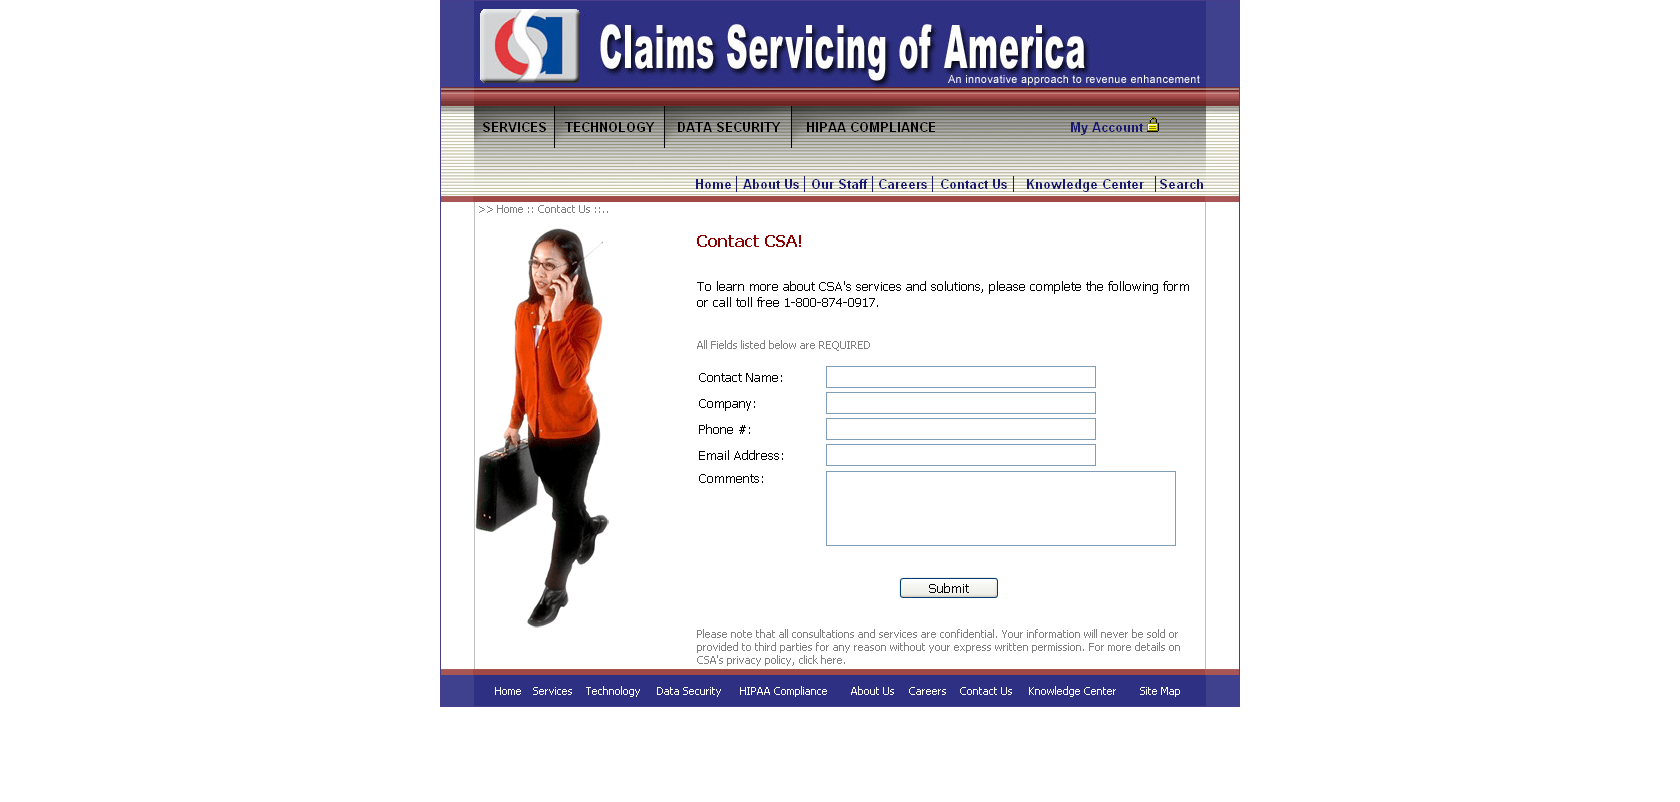 Claims Servicing of America
An innovative approach to revenue enhancement
SERVICES TECHNOLOGY DATA SECURITY HIPAA COMPLIANCE My Account
Home About Us Our Staff Careers Contact Us Knowledge Center Search
>> Home :: Contact Us ::..
Contact CSA!
To learn more about CSA's services and solutions, please complete the following form
or call toll free 1-800-874-0917.
All Fields listed below are REQUIRED
Contact Name:
Company:
Phone #:
Email Address:
Comments:
Submit
Please note that all consultations and services are confidential. Your information will never be sold or
provided to third parties for any reason without your express written permission. For more details on
CSA's privacy policy, click here.
Home Services Technology Data Security HIPAA Compliance About Us Careers Contact Us Knowledge Center Site Map